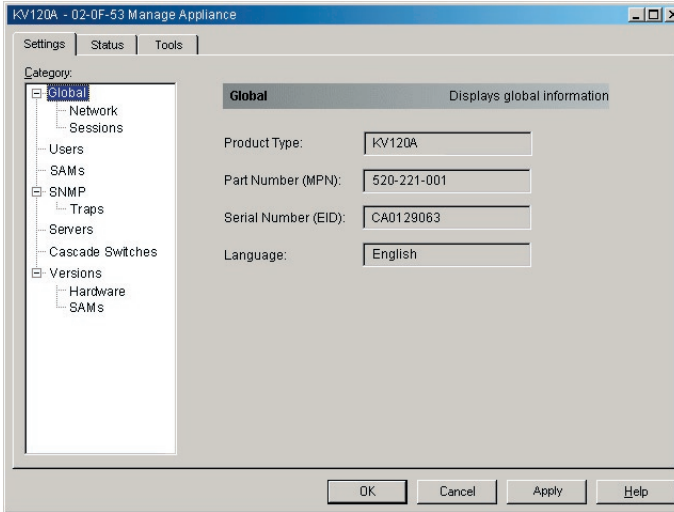 KV120A - 02-0F-53 Manage Appliance
Settings Status Tools
Category:
Global
Network
Sessions
Users
SAMs
SNMP
Traps
Servers
Cascade Switches
Versions
Hardware
SAMs
Global Displays global information
Product Type: KV120A
Part Number (MPN): 520-221-001
Serial Number (EID): CA0129063
Language: English
OK Cancel Apply Help